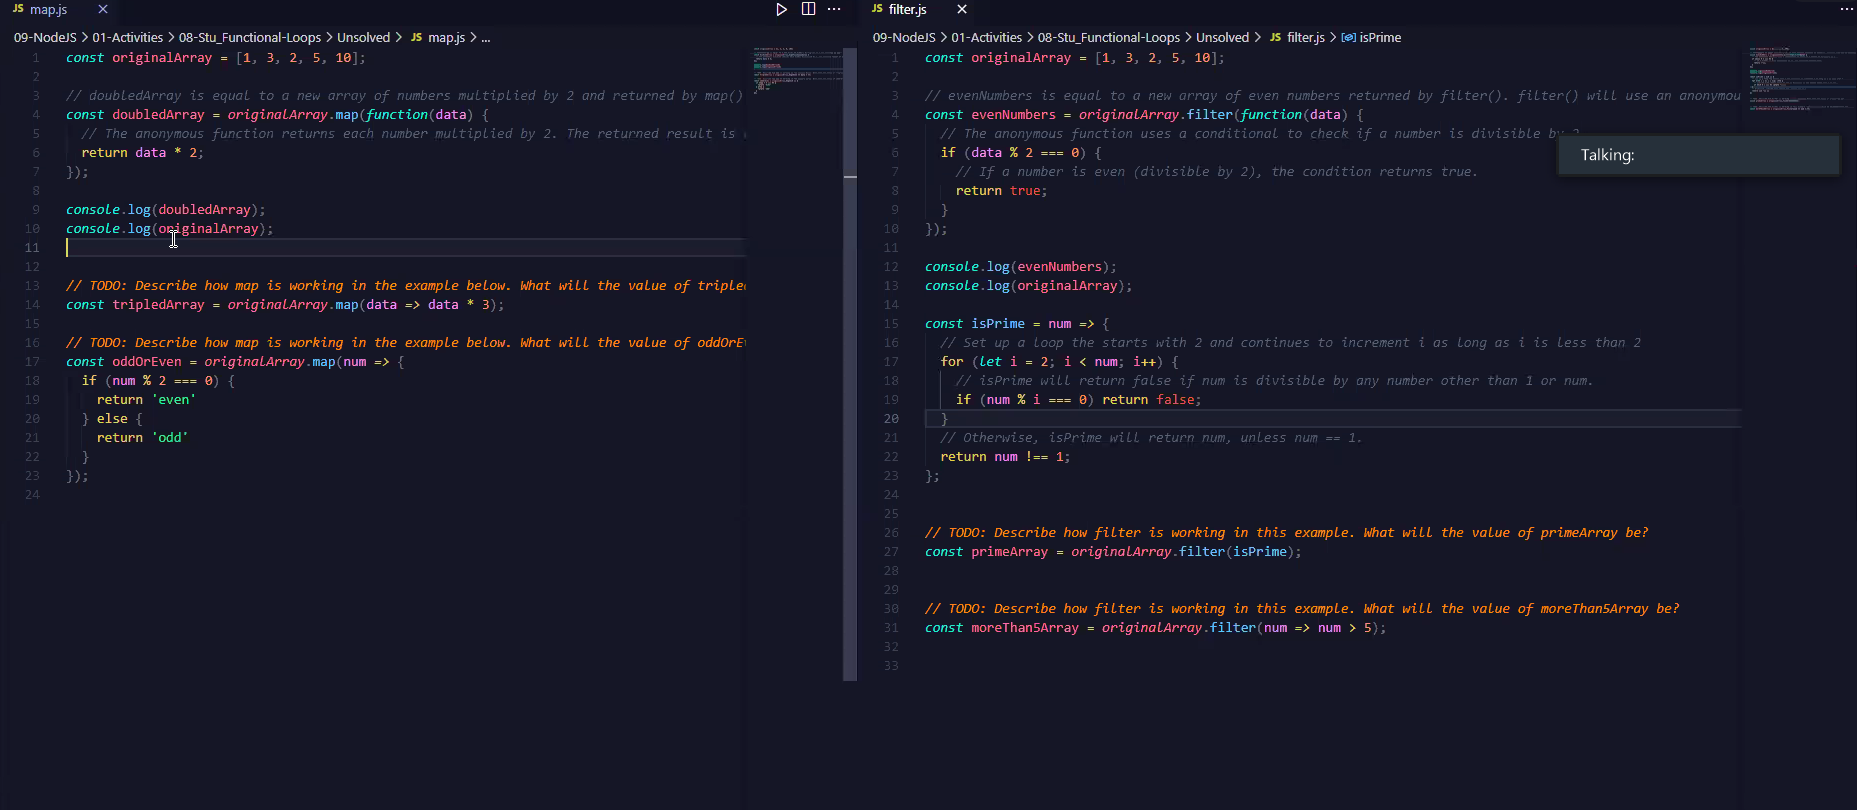 JS map.js
09-NodeJS > 01-Activities > 08-Stu_Functional-Loops > Unsolved > JS map.js > ...
1 const originalArray = [1, 3, 2, 5, 10];
2
3 // doubledArray is equal to a new array of numbers multiplied by 2 and returned by map()
4 const doubledArray = originalArray.map(function(data) {
5 // The anonymous function returns each number multiplied by 2. The returned result is
6 return data * 2;
7 });
8
9 console.log(doubledArray);
10 console.log(originalArray);
11
12
13 // TODO: Describe how map is working in the example below. What will the value of triple
14 const tripledArray = originalArray.map(data => data * 3);
15
16 // TODO: Describe how map is working in the example below. What will the value of oddOrEv
17 const oddOrEven = originalArray.map(num => {
18 if (num % 2 === 0) {
19 return 'even'
20 } else {
21 return 'odd'
22 }
23 });
24
JS filter.js
09-NodeJS > 01-Activities > 08-Stu_Functional-Loops > Unsolved > JS filter.js > isPrime
1 const originalArray = [1, 3, 2, 5, 10];
2
3 // evenNumbers is equal to a new array of even numbers returned by filter(). filter() will use an anonymou
4 const evenNumbers = originalArray.filter(function(data) {
5 // The anonymous function uses a conditional to check if a number is divisible by 2
6 if (data % 2 === 0) {
7 // If a number is even (divisible by 2), the condition returns true.
8 return true;
9 }
10 });
11
12 console.log(evenNumbers);
13 console.log(originalArray);
14
15 const isPrime = num => {
16 // Set up a loop the starts with 2 and continues to increment i as long as i is less than 2
17 for (let i = 2; i < num; i++) {
18 // isPrime will return false if num is divisible by any number other than 1 or num.
19 if (num % i === 0) return false;
20 }
21 // Otherwise, isPrime will return num, unless num == 1.
22 return num !== 1;
23 };
24
25
26 // TODO: Describe how filter is working in this example. What will the value of primeArray be?
27 const primeArray = originalArray.filter(isPrime);
28
29
30 // TODO: Describe how filter is working in this example. What will the value of moreThan5Array be?
31 const moreThan5Array = originalArray.filter(num => num > 5);
32
33
Talking: